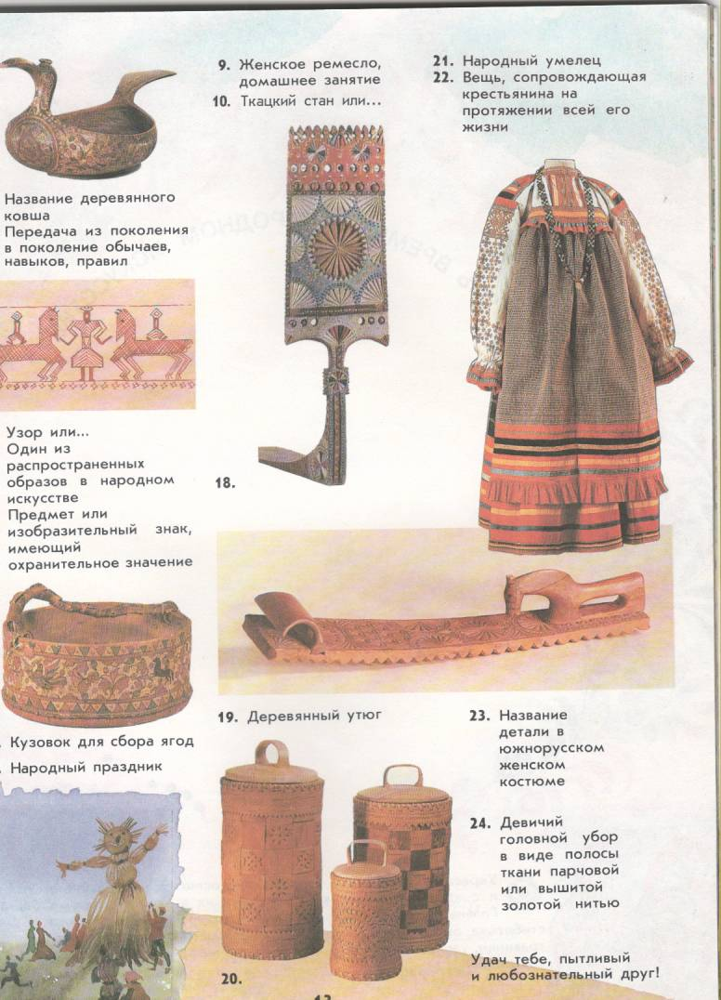 Название деревянного
ковша
Передача из поколения
в поколение обычаев,
навыков, правил
Узор или...
Один из
распространенных
образов в народном
искусстве
Предмет или
изобразительный знак,
имеющий
охранительное значение
Кузовок для сбора ягод
Народный праздник
9. Женское ремесло,
домашнее занятие
10. Ткацкий стан или...
18.
19. Деревянный утюг
20.
21. Народный умелец
22. Вещь, сопровождающая
крестьянина на
протяжении всей его
жизни
23. Название
детали в
южнорусском
женском
костюме
24. Девичий
головной убор
в виде полосы
ткани парчовой
или вышитой
золотой нитью
Удач тебе, пытливый
и любознательный друг!